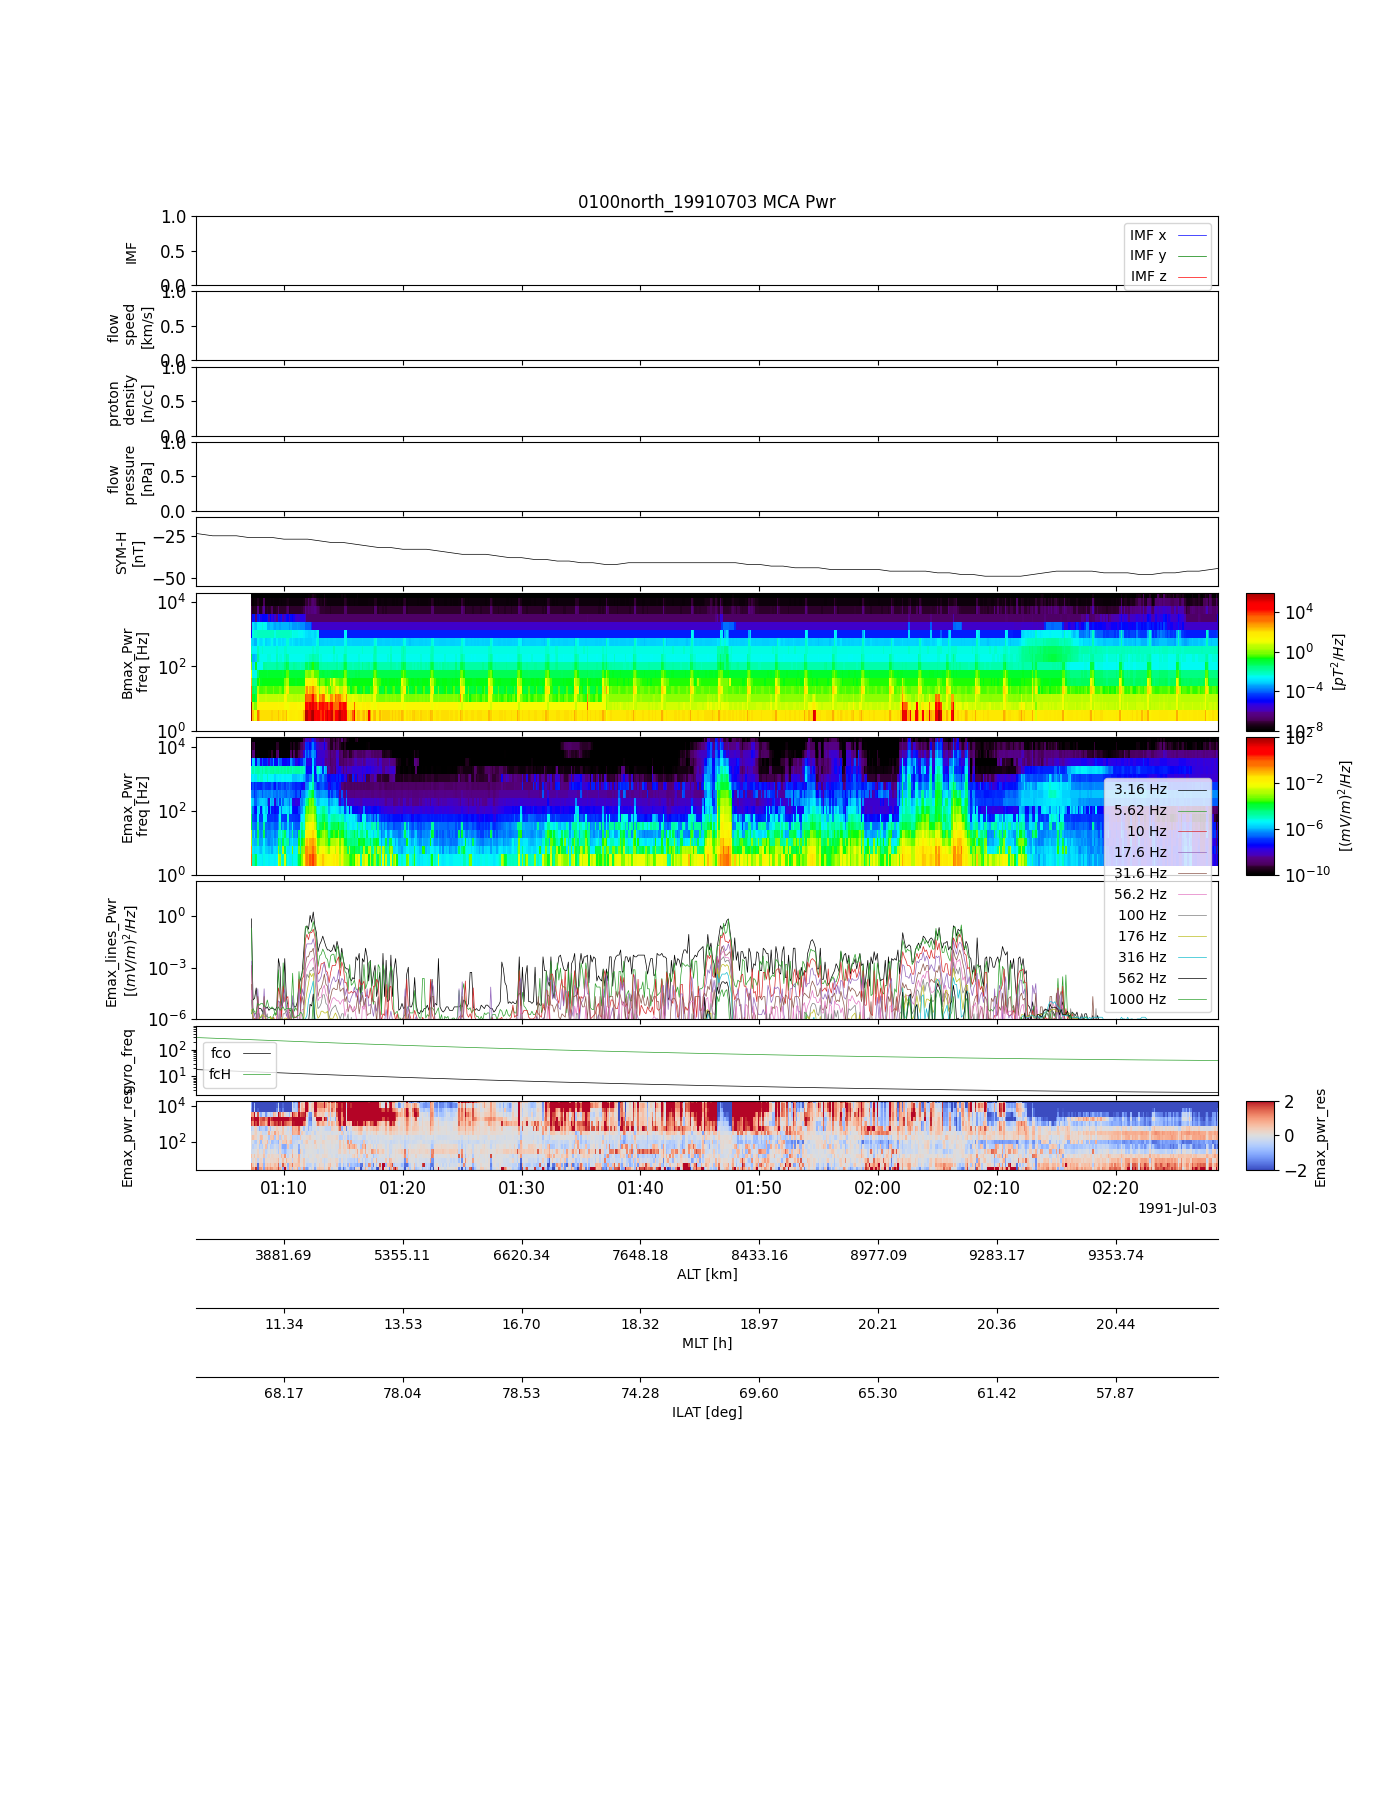 0100north_19910703 MCA Pwr
1.0
0.5
0.0
IMF
IMF x
IMF y
IMF z
1.0
0.5
0.0
flow
speed
[km/s]
1.0
0.5
0.0
proton
density
[n/cc]
1.0
0.5
0.0
flow
pressure
[nPa]
−25
−50
SYM-H
[nT]
10^4
10^2
10^0
Bmax_Pwr
freq [Hz]
10^4
10^0
10^−4
10^−8
[pT^2/Hz]
10^4
10^2
10^0
Emax_Pwr
freq [Hz]
10^2
10^−2
10^−6
10^−10
[(mV/m)^2/Hz]
3.16 Hz
5.62 Hz
10 Hz
17.6 Hz
31.6 Hz
56.2 Hz
100 Hz
176 Hz
316 Hz
562 Hz
1000 Hz
10^0
10^−3
10^−6
Emax_lines_Pwr
[(mV/m)^2/Hz]
10^2
10^1
gyro_freq
fco
fcH
10^4
10^2
Emax_pwr_res
2
0
−2
Emax_pwr_res
01:10 01:20 01:30 01:40 01:50 02:00 02:10 02:20
1991-Jul-03
3881.69 5355.11 6620.34 7648.18 8433.16 8977.09 9283.17 9353.74
ALT [km]
11.34 13.53 16.70 18.32 18.97 20.21 20.36 20.44
MLT [h]
68.17 78.04 78.53 74.28 69.60 65.30 61.42 57.87
ILAT [deg]